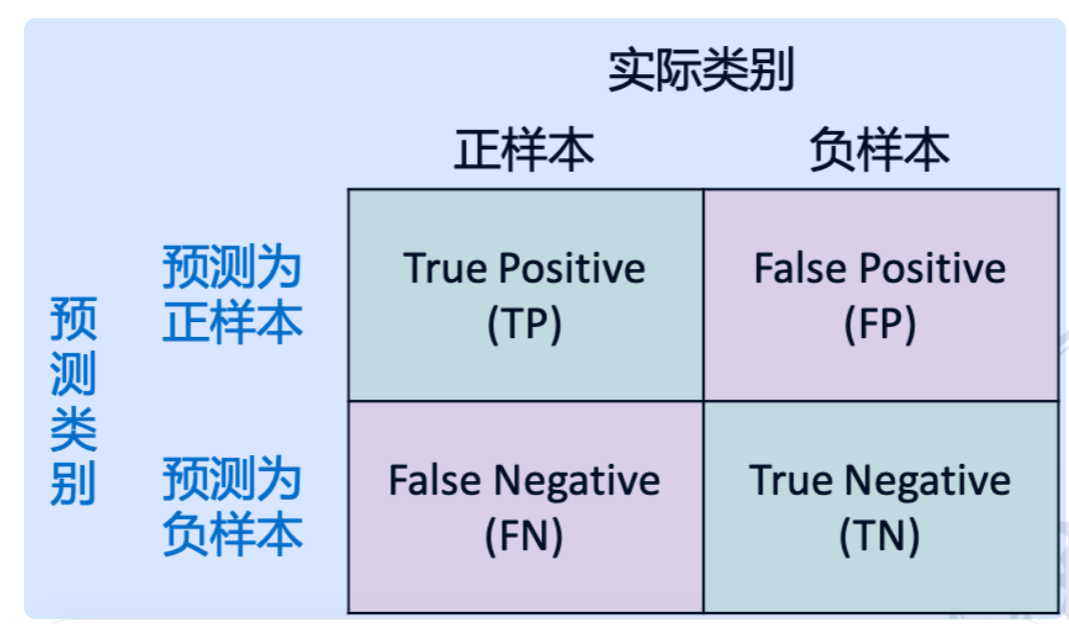 实际类别
正样本
负样本
预测类别
预测为
正样本
True Positive
(TP)
False Positive
(FP)
预测为
负样本
False Negative
(FN)
True Negative
(TN)